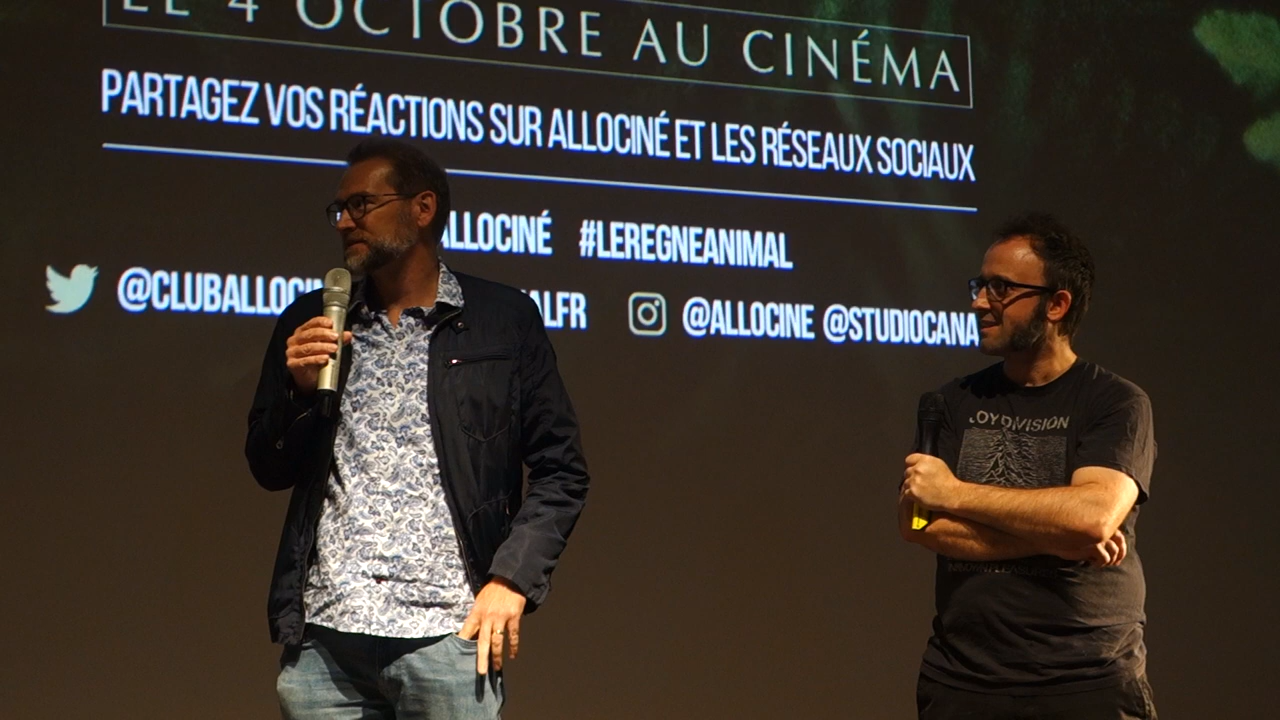 LE 4 OCTOBRE AU CINÉMA
PARTAGEZ VOS RÉACTIONS SUR ALLOCINÉ ET LES RÉSEAUX SOCIAUX
ALLOCINÉ #LEREGNEANIMAL
@CLUBALLOCI ALFR @ALLOCINE @STUDIOCANA
JOY DIVISION